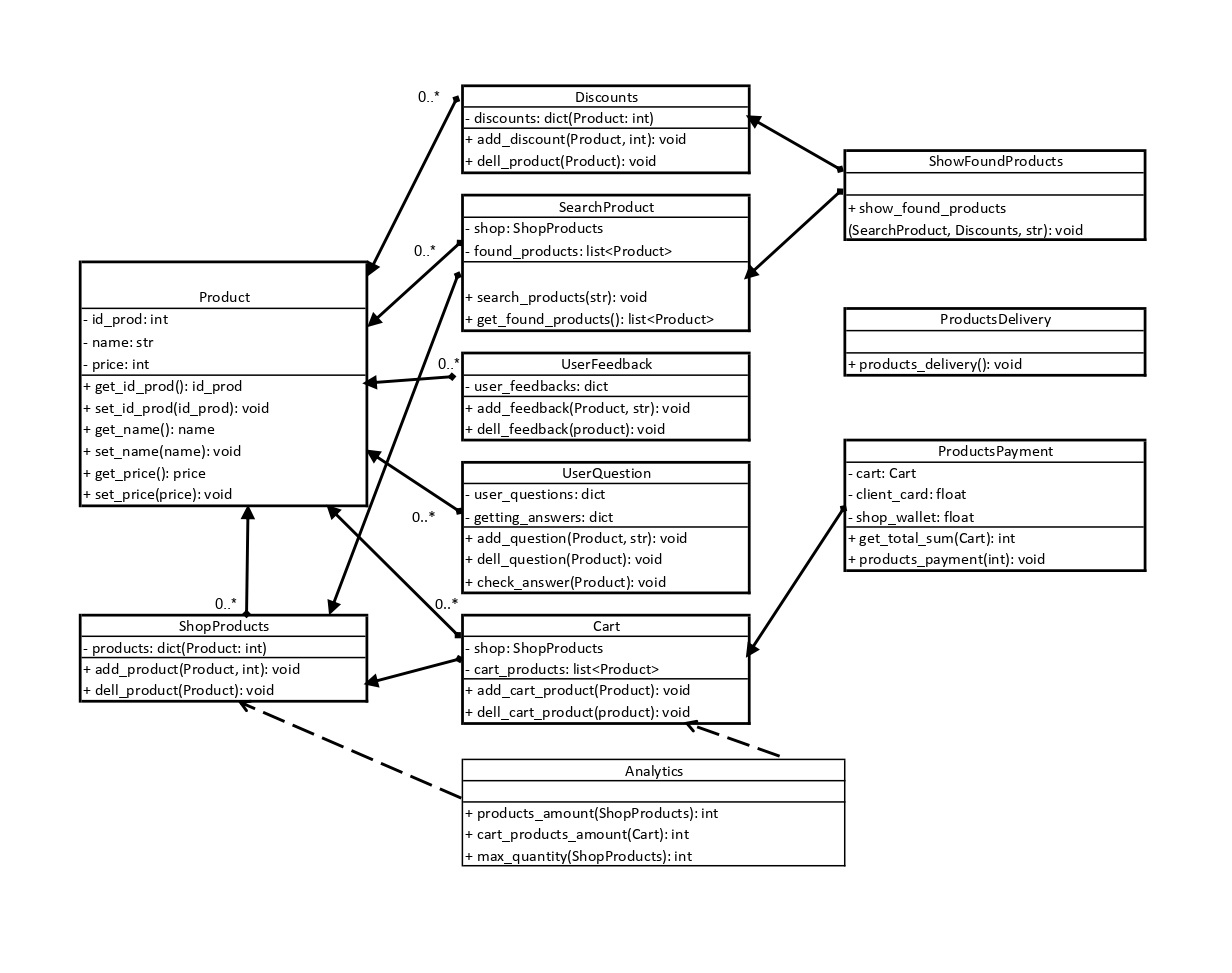 0..*
Discounts
- discounts: dict(Product: int)
+ add_discount(Product, int): void
+ dell_product(Product): void
ShowFoundProducts
+ show_found_products
(SearchProduct, Discounts, str): void
0..*
SearchProduct
- shop: ShopProducts
- found_products: list<Product>
+ search_products(str): void
+ get_found_products(): list<Product>
Product
- id_prod: int
- name: str
- price: int
+ get_id_prod(): id_prod
+ set_id_prod(id_prod): void
+ get_name(): name
+ set_name(name): void
+ get_price(): price
+ set_price(price): void
ProductsDelivery
+ products_delivery(): void
0..*
UserFeedback
- user_feedbacks: dict
+ add_feedback(Product, str): void
+ dell_feedback(product): void
0..*
UserQuestion
- user_questions: dict
- getting_answers: dict
+ add_question(Product, str): void
+ dell_question(Product): void
+ check_answer(Product): void
ProductsPayment
- cart: Cart
- client_card: float
- shop_wallet: float
+ get_total_sum(Cart): int
+ products_payment(int): void
0..*
ShopProducts
- products: dict(Product: int)
+ add_product(Product, int): void
+ dell_product(Product): void
0..*
Cart
- shop: ShopProducts
- cart_products: list<Product>
+ add_cart_product(Product): void
+ dell_cart_product(product): void
Analytics
+ products_amount(ShopProducts): int
+ cart_products_amount(Cart): int
+ max_quantity(ShopProducts): int